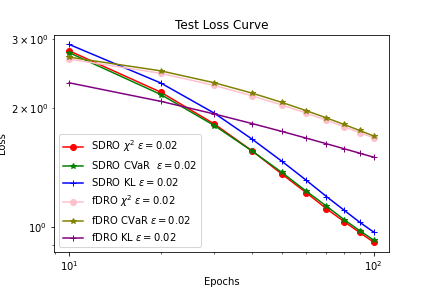 Test Loss Curve
3 × 10⁰
2 × 10⁰
10⁰
Loss
SDRO χ² ε = 0.02
SDRO CVaR ε = 0.02
SDRO KL ε = 0.02
fDRO χ² ε = 0.02
fDRO CVaR ε = 0.02
fDRO KL ε = 0.02
10¹
10²
Epochs